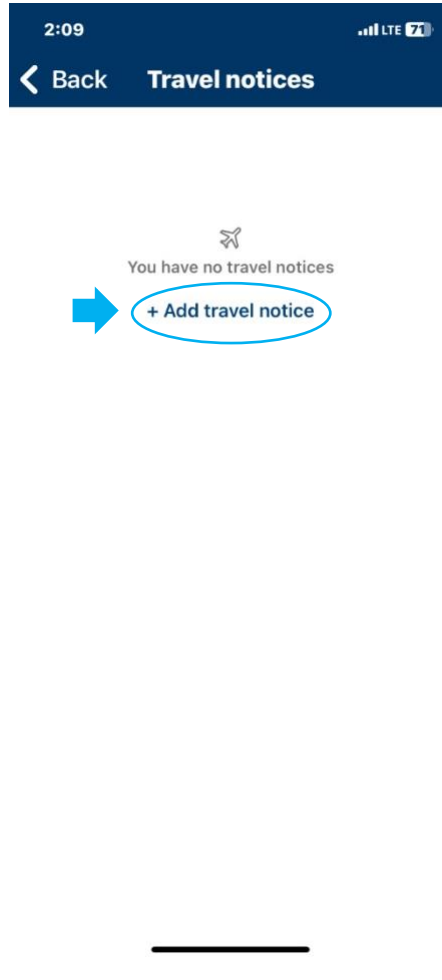 2:09 LTE 71
Back Travel notices
You have no travel notices
+ Add travel notice